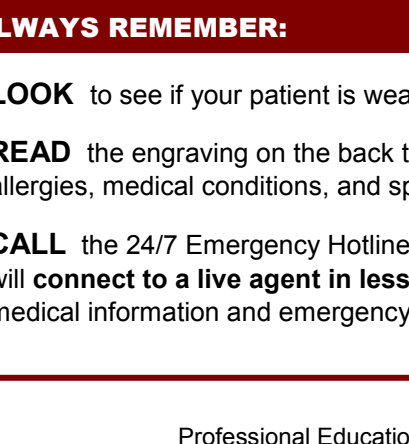 LWAYS REMEMBER:
LOOK to see if your patient is wea
READ the engraving on the back t
allergies, medical conditions, and sp
CALL the 24/7 Emergency Hotline
will connect to a live agent in less
medical information and emergency
Professional Educatio